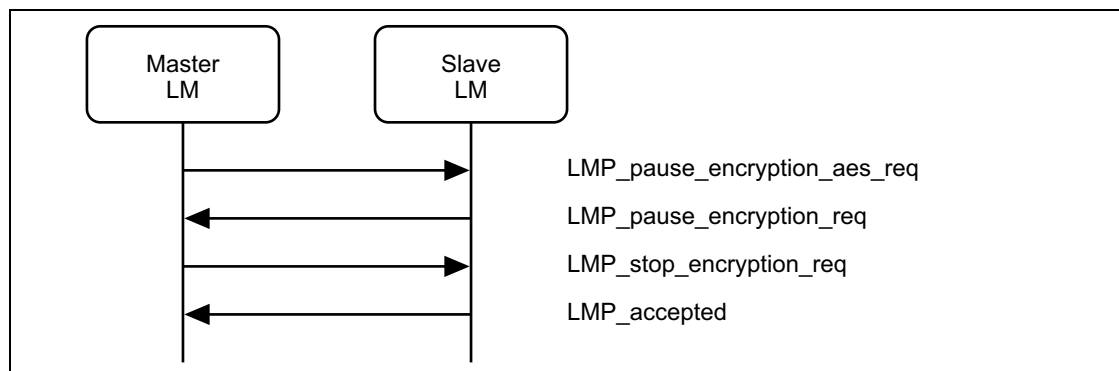 Master
LM
Slave
LM
LMP_pause_encryption_aes_req
LMP_pause_encryption_req
LMP_stop_encryption_req
LMP_accepted